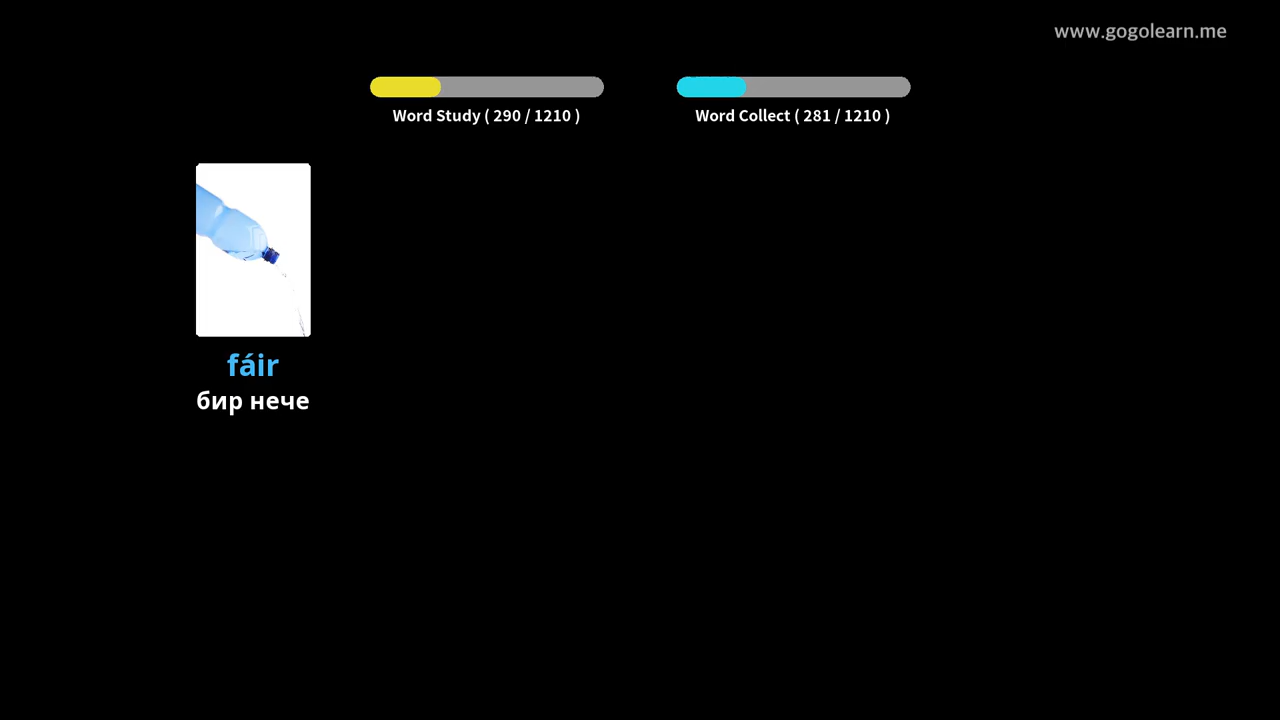 www.gogolearn.me
Word Study ( 290 / 1210 )
Word Collect ( 281 / 1210 )
fáir
бир нече